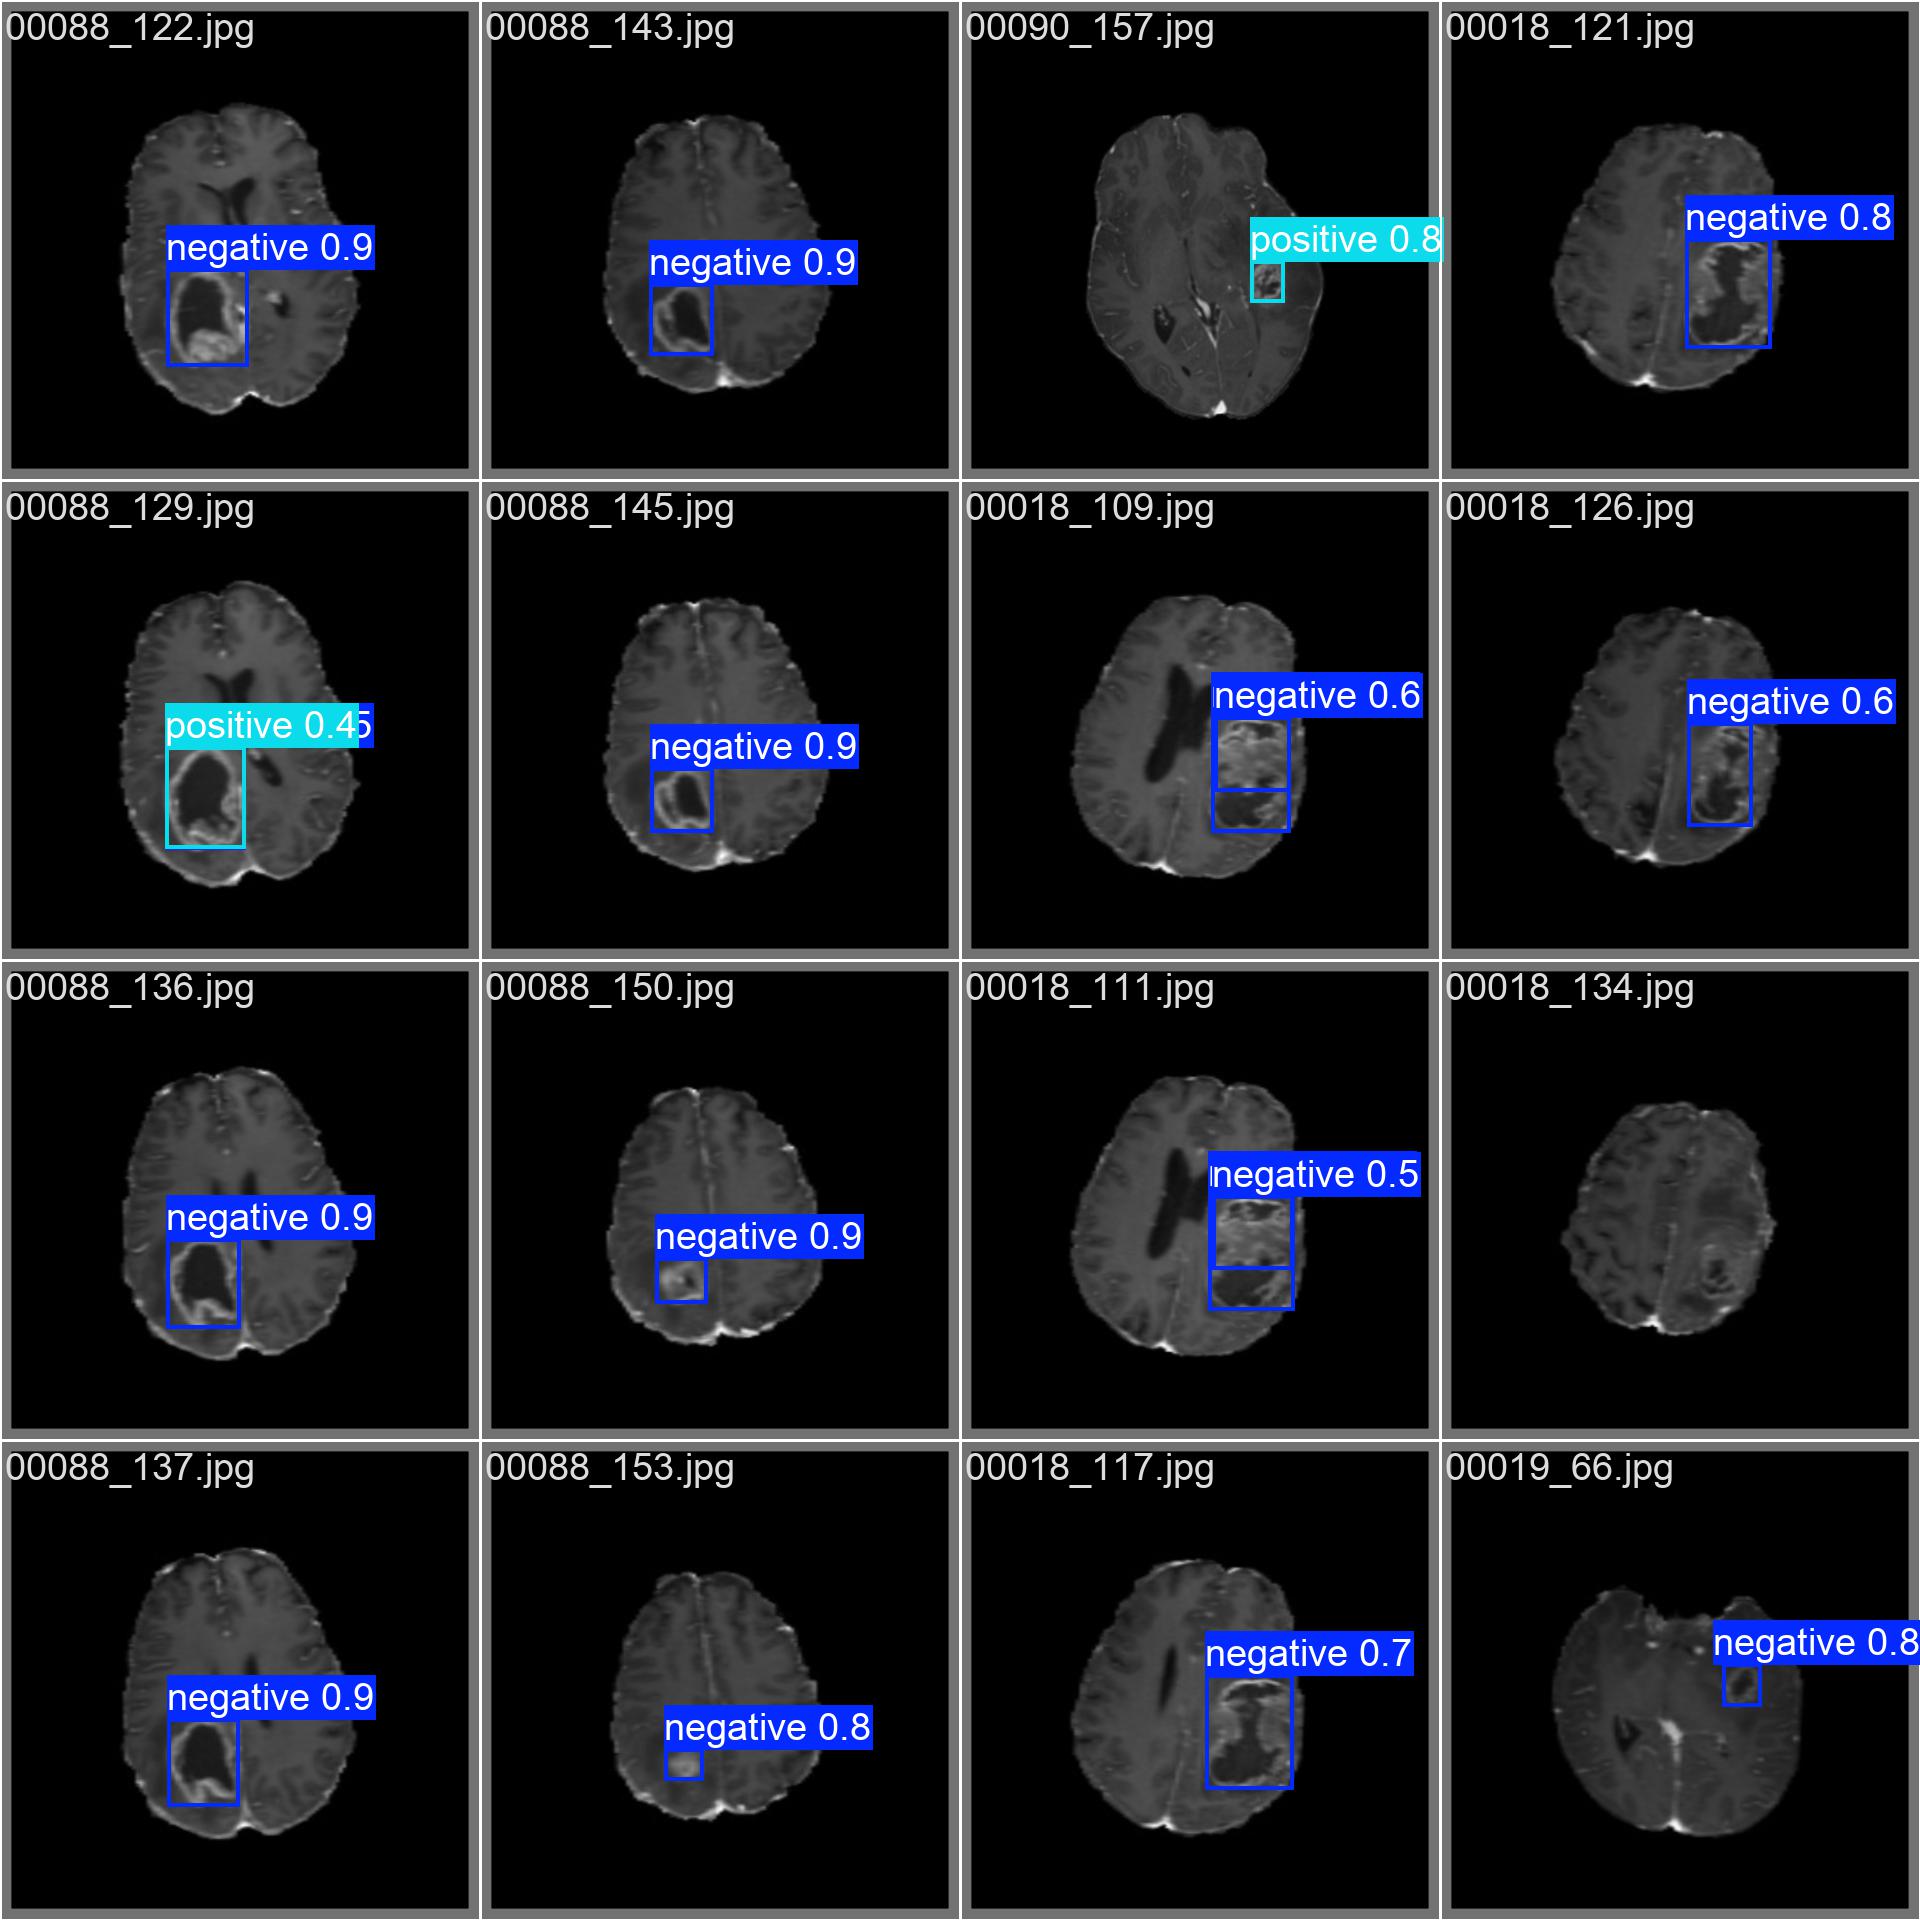 00088_122.jpg
negative 0.9
00088_143.jpg
negative 0.9
00090_157.jpg
positive 0.8
00018_121.jpg
negative 0.8
00088_129.jpg
positive 0.4
5
00088_145.jpg
negative 0.9
00018_109.jpg
negative 0.6
00018_126.jpg
negative 0.6
00088_136.jpg
negative 0.9
00088_150.jpg
negative 0.9
00018_111.jpg
negative 0.5
00018_134.jpg
00088_137.jpg
negative 0.9
00088_153.jpg
negative 0.8
00018_117.jpg
negative 0.7
00019_66.jpg
negative 0.8